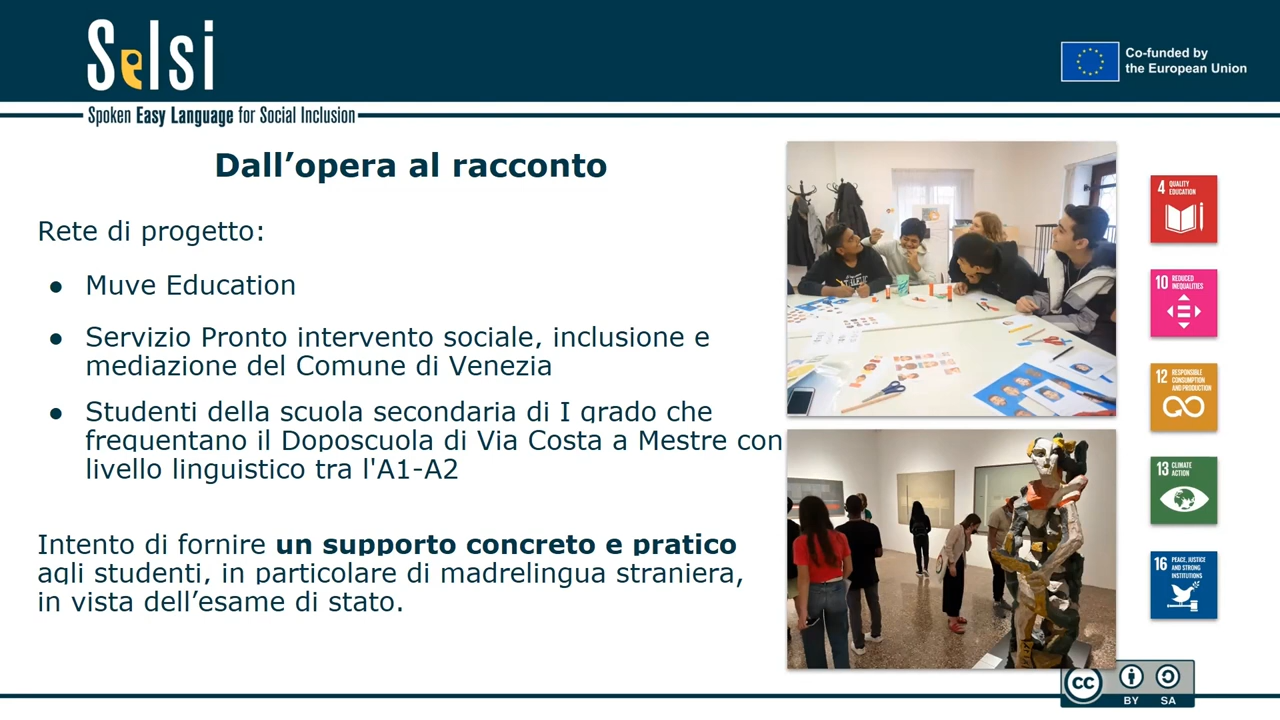 Selsi
Spoken Easy Language for Social Inclusion
Co-funded by
the European Union
Dall’opera al racconto
Rete di progetto:
● Muve Education
● Servizio Pronto intervento sociale, inclusione e
mediazione del Comune di Venezia
● Studenti della scuola secondaria di I grado che
frequentano il Doposcuola di Via Costa a Mestre con
livello linguistico tra l'A1-A2
Intento di fornire un supporto concreto e pratico
agli studenti, in particolare di madrelingua straniera,
in vista dell’esame di stato.
4 QUALITY
EDUCATION
10 REDUCED
INEQUALITIES
12 RESPONSIBLE
CONSUMPTION
AND PRODUCTION
13 CLIMATE
ACTION
16 PEACE, JUSTICE
AND STRONG
INSTITUTIONS
CC
BY SA